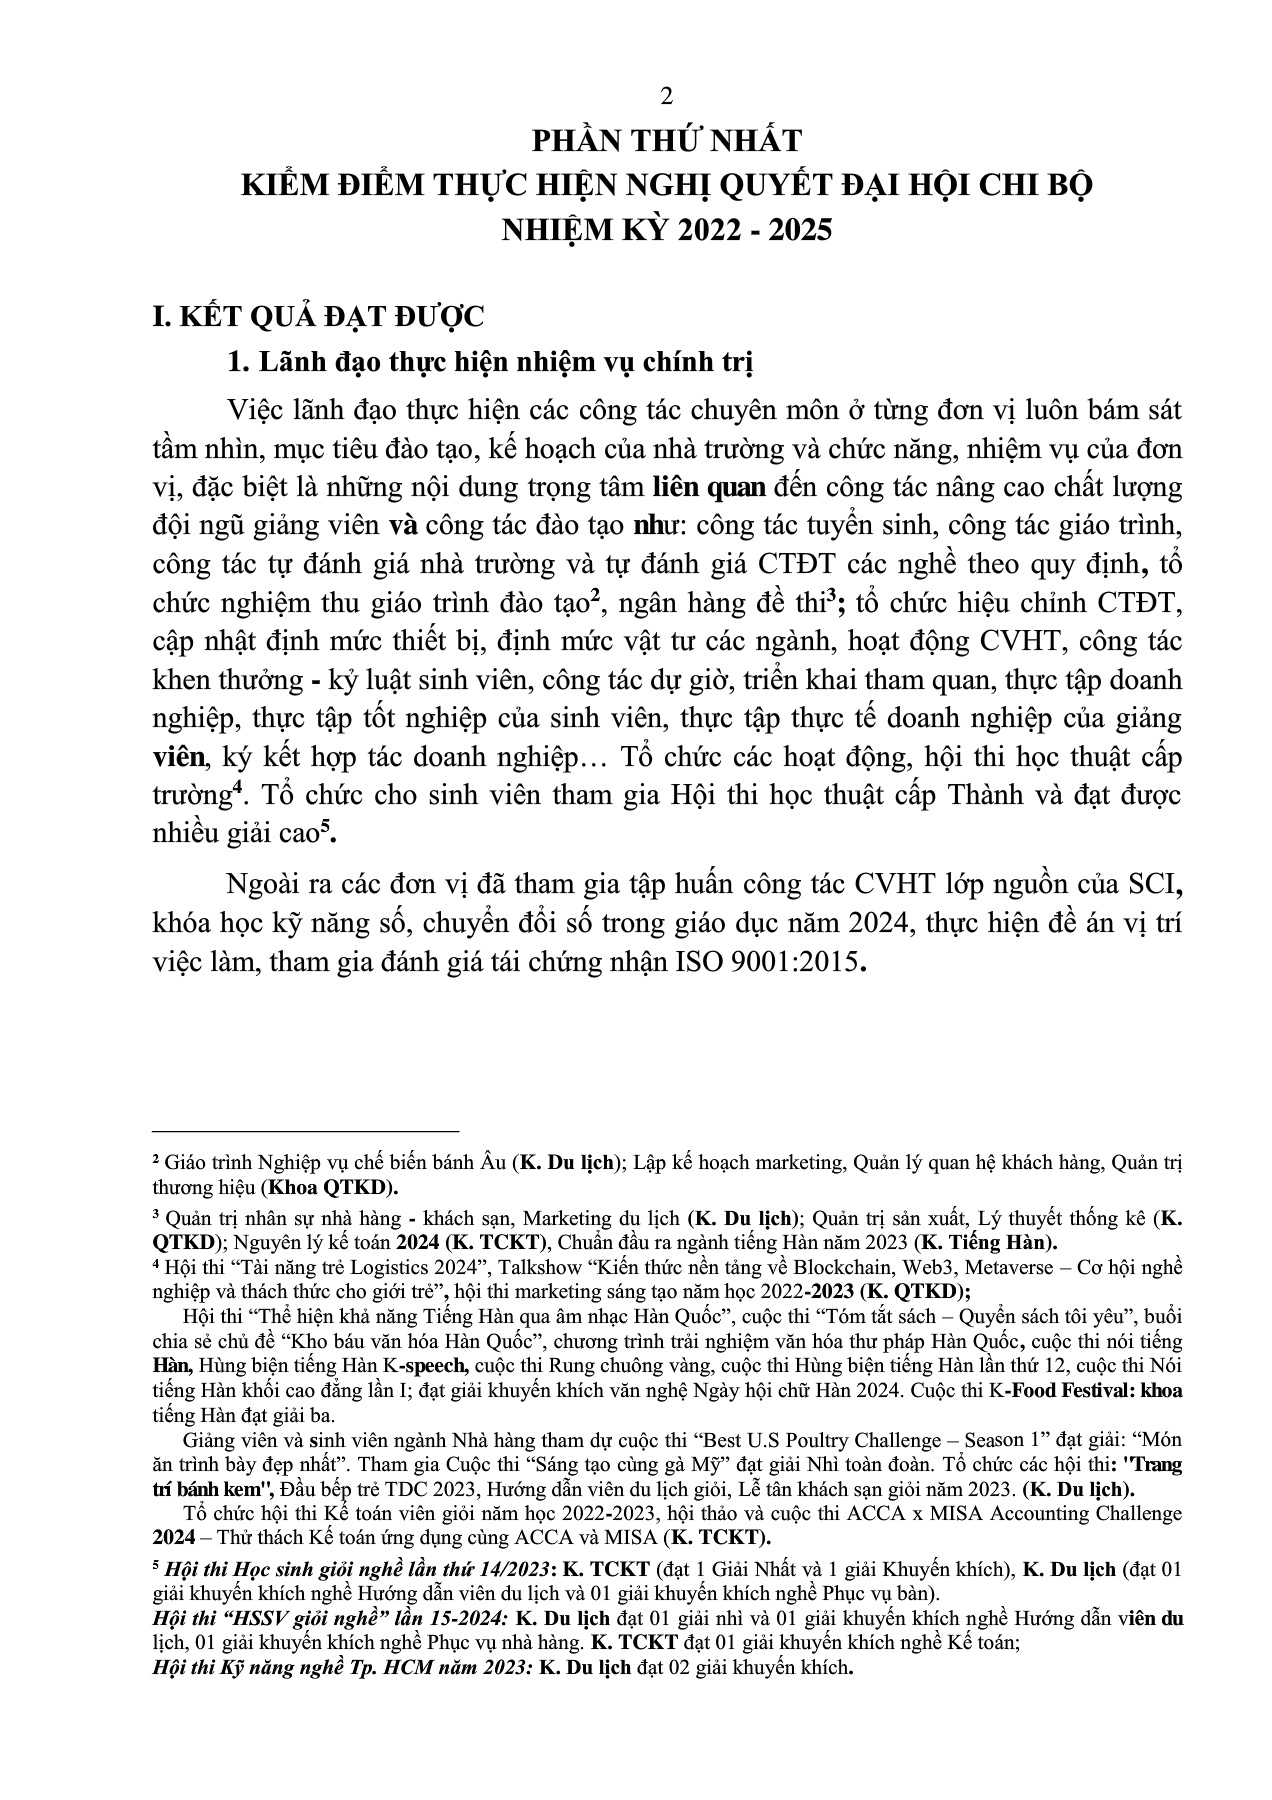 2
PHẦN THỨ NHẤT
KIỂM ĐIỂM THỰC HIỆN NGHỊ QUYẾT ĐẠI HỘI CHI BỘ
NHIỆM KỲ 2022 - 2025
I. KẾT QUẢ ĐẠT ĐƯỢC
1. Lãnh đạo thực hiện nhiệm vụ chính trị
Việc lãnh đạo thực hiện các công tác chuyên môn ở từng đơn vị luôn bám sát
tầm nhìn, mục tiêu đào tạo, kế hoạch của nhà trường và chức năng, nhiệm vụ của đơn
vị, đặc biệt là những nội dung trọng tâm liên quan đến công tác nâng cao chất lượng
đội ngũ giảng viên và công tác đào tạo như: công tác tuyển sinh, công tác giáo trình,
công tác tự đánh giá nhà trường và tự đánh giá CTĐT các nghề theo quy định, tổ
chức nghiệm thu giáo trình đào tạo², ngân hàng đề thi³; tổ chức hiệu chỉnh CTĐT,
cập nhật định mức thiết bị, định mức vật tư các ngành, hoạt động CVHT, công tác
khen thưởng - kỷ luật sinh viên, công tác dự giờ, triển khai tham quan, thực tập doanh
nghiệp, thực tập tốt nghiệp của sinh viên, thực tập thực tế doanh nghiệp của giảng
viên, ký kết hợp tác doanh nghiệp… Tổ chức các hoạt động, hội thi học thuật cấp
trường⁴. Tổ chức cho sinh viên tham gia Hội thi học thuật cấp Thành và đạt được
nhiều giải cao⁵.
Ngoài ra các đơn vị đã tham gia tập huấn công tác CVHT lớp nguồn của SCI,
khóa học kỹ năng số, chuyển đổi số trong giáo dục năm 2024, thực hiện đề án vị trí
việc làm, tham gia đánh giá tái chứng nhận ISO 9001:2015.
² Giáo trình Nghiệp vụ chế biến bánh Âu (K. Du lịch); Lập kế hoạch marketing, Quản lý quan hệ khách hàng, Quản trị
thương hiệu (Khoa QTKD).
³ Quản trị nhân sự nhà hàng - khách sạn, Marketing du lịch (K. Du lịch); Quản trị sản xuất, Lý thuyết thống kê (K.
QTKD); Nguyên lý kế toán 2024 (K. TCKT), Chuẩn đầu ra ngành tiếng Hàn năm 2023 (K. Tiếng Hàn).
⁴ Hội thi “Tài năng trẻ Logistics 2024”, Talkshow “Kiến thức nền tảng về Blockchain, Web3, Metaverse – Cơ hội nghề
nghiệp và thách thức cho giới trẻ”, hội thi marketing sáng tạo năm học 2022-2023 (K. QTKD);
Hội thi “Thể hiện khả năng Tiếng Hàn qua âm nhạc Hàn Quốc”, cuộc thi “Tóm tắt sách – Quyển sách tôi yêu”, buổi
chia sẻ chủ đề “Kho báu văn hóa Hàn Quốc”, chương trình trải nghiệm văn hóa thư pháp Hàn Quốc, cuộc thi nói tiếng
Hàn, Hùng biện tiếng Hàn K-speech, cuộc thi Rung chuông vàng, cuộc thi Hùng biện tiếng Hàn lần thứ 12, cuộc thi Nói
tiếng Hàn khối cao đẳng lần I; đạt giải khuyến khích văn nghệ Ngày hội chữ Hàn 2024. Cuộc thi K-Food Festival: khoa
tiếng Hàn đạt giải ba.
Giảng viên và sinh viên ngành Nhà hàng tham dự cuộc thi “Best U.S Poultry Challenge – Season 1” đạt giải: “Món
ăn trình bày đẹp nhất”. Tham gia Cuộc thi “Sáng tạo cùng gà Mỹ” đạt giải Nhì toàn đoàn. Tổ chức các hội thi: "Trang
trí bánh kem", Đầu bếp trẻ TDC 2023, Hướng dẫn viên du lịch giỏi, Lễ tân khách sạn giỏi năm 2023. (K. Du lịch).
Tổ chức hội thi Kế toán viên giỏi năm học 2022-2023, hội thảo và cuộc thi ACCA x MISA Accounting Challenge
2024 – Thử thách Kế toán ứng dụng cùng ACCA và MISA (K. TCKT).
⁵ Hội thi Học sinh giỏi nghề lần thứ 14/2023: K. TCKT (đạt 1 Giải Nhất và 1 giải Khuyến khích), K. Du lịch (đạt 01
giải khuyến khích nghề Hướng dẫn viên du lịch và 01 giải khuyến khích nghề Phục vụ bàn).
Hội thi “HSSV giỏi nghề” lần 15-2024: K. Du lịch đạt 01 giải nhì và 01 giải khuyến khích nghề Hướng dẫn viên du
lịch, 01 giải khuyến khích nghề Phục vụ nhà hàng. K. TCKT đạt 01 giải khuyến khích nghề Kế toán;
Hội thi Kỹ năng nghề Tp. HCM năm 2023: K. Du lịch đạt 02 giải khuyến khích.